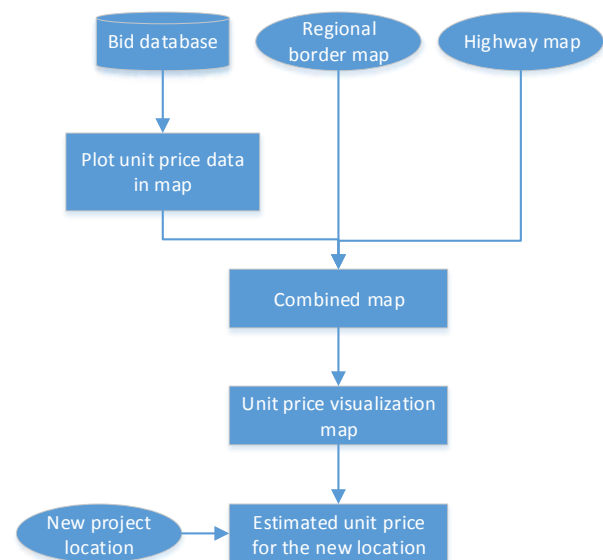 Bid database
Regional
border map
Highway map
Plot unit price data
in map
Combined map
Unit price visualization
map
New project
location
Estimated unit price
for the new location